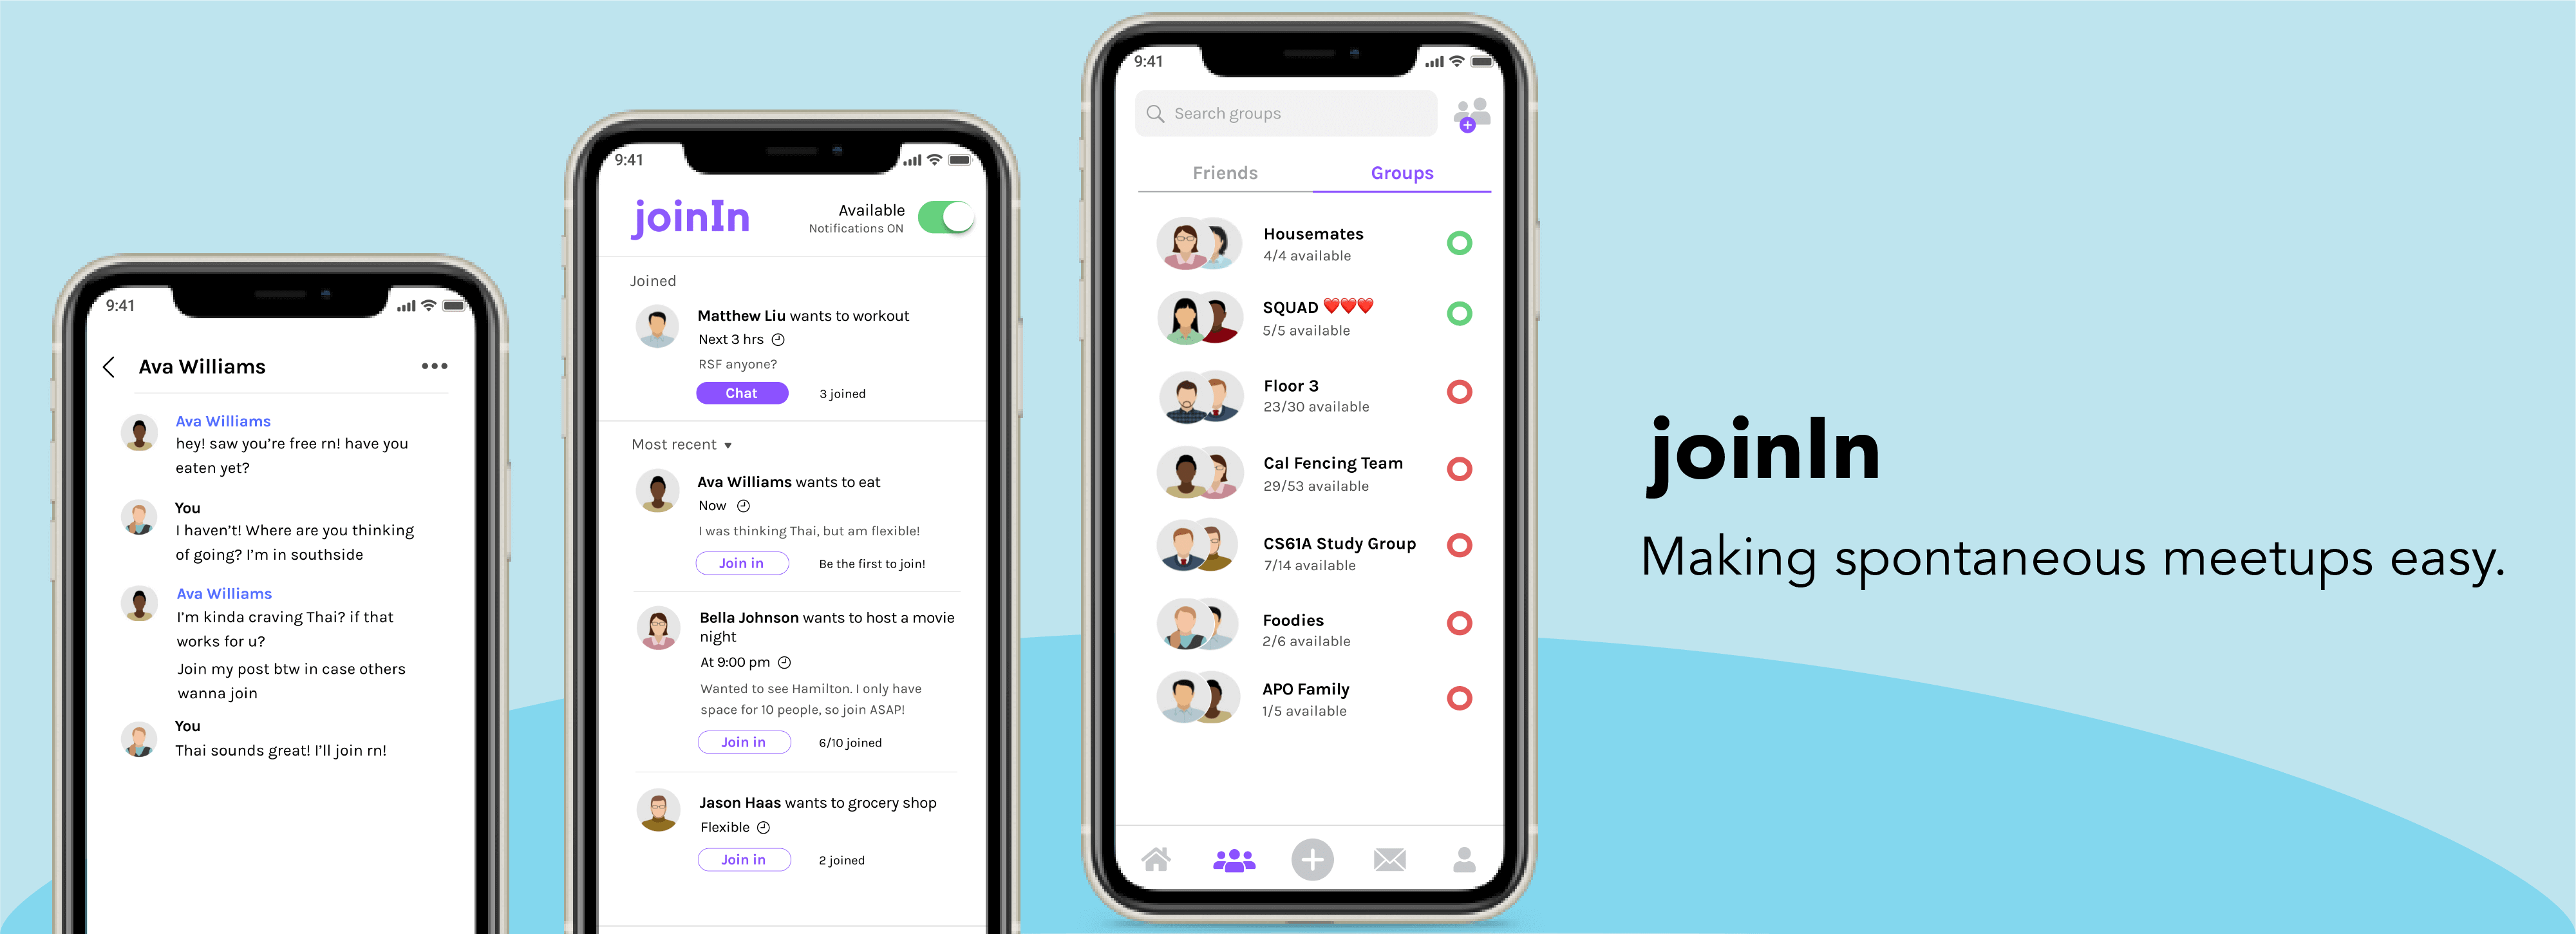 9:41
Ava Williams
Ava Williams
hey! saw you're free rn! have you
eaten yet?
You
I haven't! Where are you thinking
of going? I'm in southside
Ava Williams
I'm kinda craving Thai? if that
works for u?
Join my post btw in case others
wanna join
You
Thai sounds great! I'll join rn!
9:41
joinIn
Available
Notifications ON
Joined
Matthew Liu wants to workout
Next 3 hrs
RSF anyone?
Chat
3 joined
Most recent
Ava Williams wants to eat
Now
I was thinking Thai, but am flexible!
Join in
Be the first to join!
Bella Johnson wants to host a movie
night
At 9:00 pm
Wanted to see Hamilton. I only have
space for 10 people, so join ASAP!
Join in
6/10 joined
Jason Haas wants to grocery shop
Flexible
Join in
2 joined
9:41
Search groups
Friends
Groups
Housemates
4/4 available
SQUAD ❤️❤️❤️
5/5 available
Floor 3
23/30 available
Cal Fencing Team
29/53 available
CS61A Study Group
7/14 available
Foodies
2/6 available
APO Family
1/5 available
joinIn
Making spontaneous meetups easy.